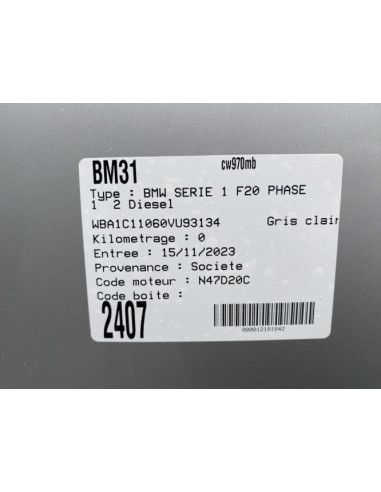 BM31 cw970mb
Type : BMW SERIE 1 F20 PHASE
1 2 Diesel
WBA1C11060VU93134 Gris clair
Kilometrage : 0
Entree : 15/11/2023
Provenance : Societe
Code moteur : N47D20C
Code boite :
2407
000012181842